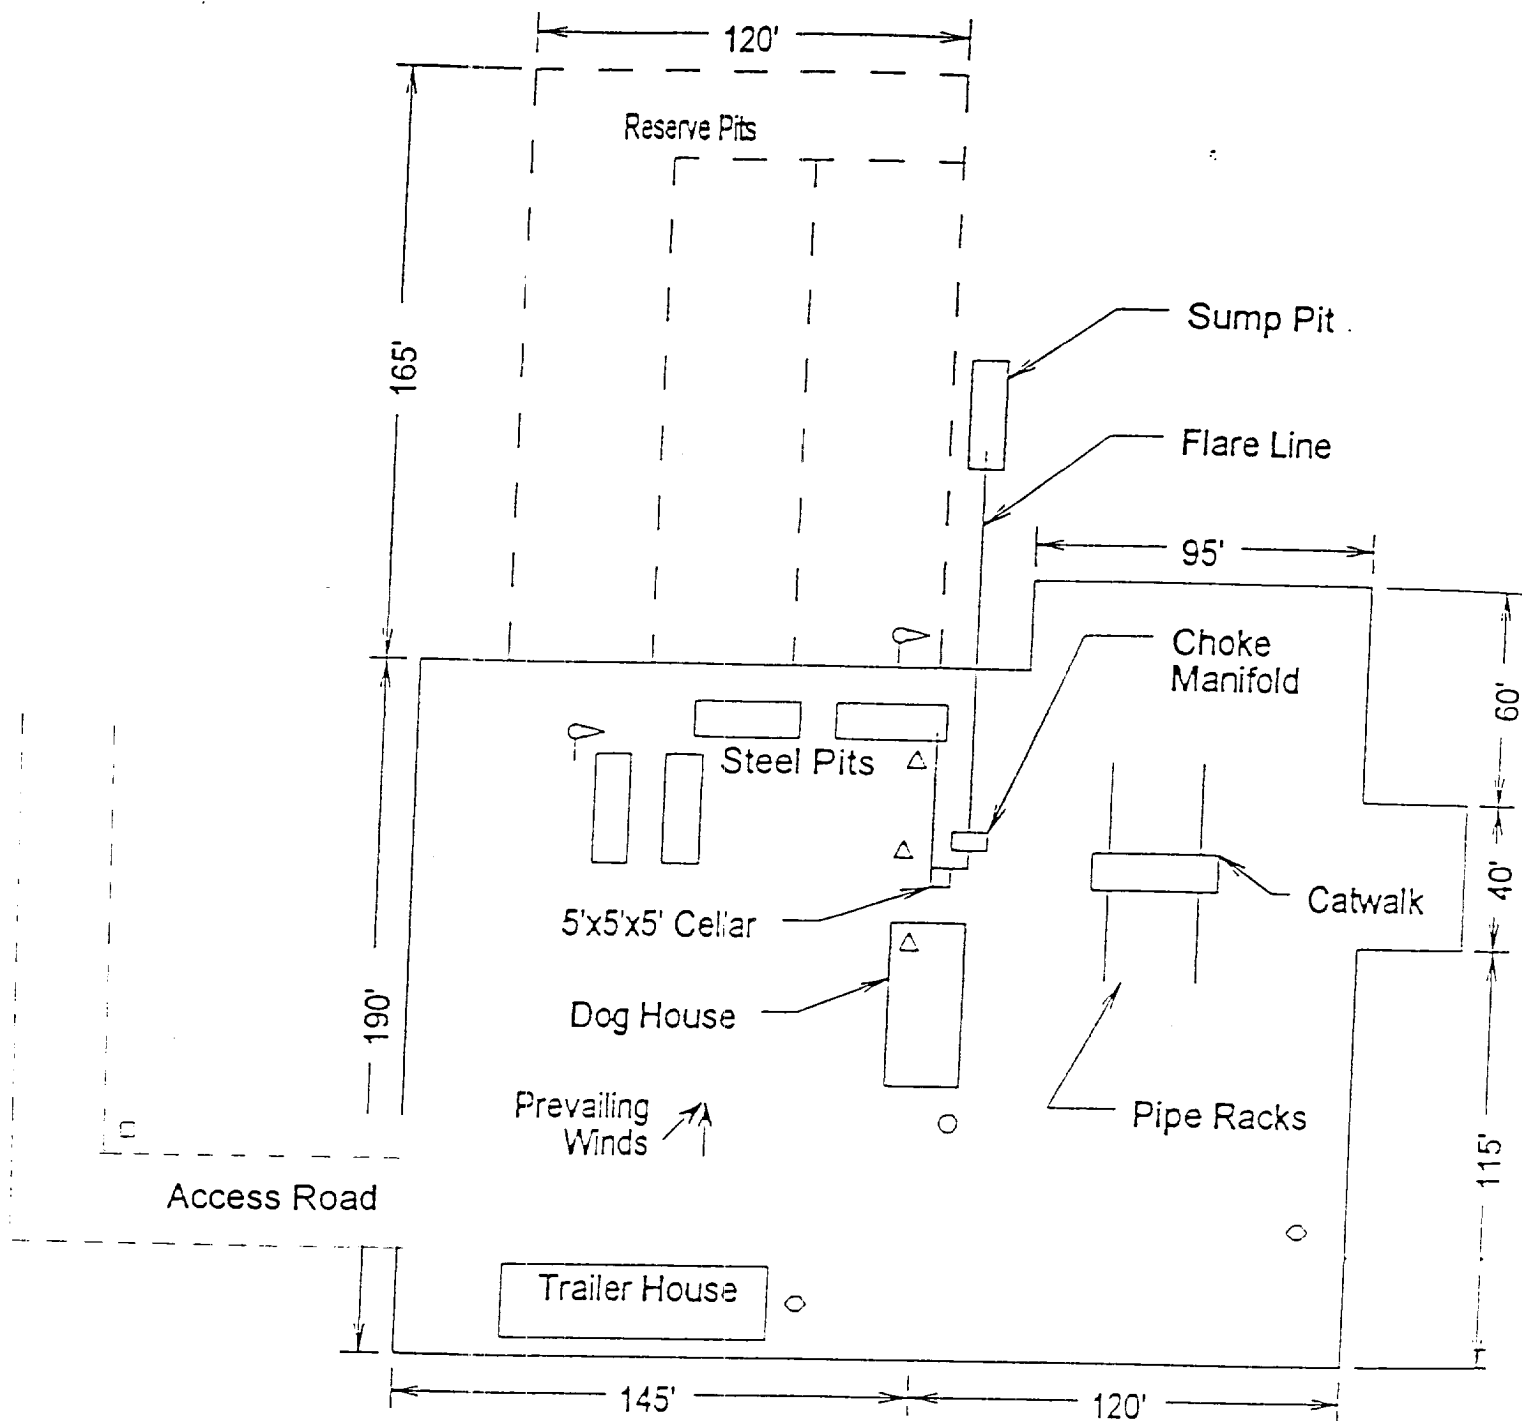 120'
Reserve Pits
Sump Pit
165'
Flare Line
95'
Choke
Manifold
60'
Steel Pits
40'
Catwalk
5'x5'x5' Cellar
Dog House
190'
Prevailing
Winds
Pipe Racks
115'
Access Road
Trailer House
145'
120'